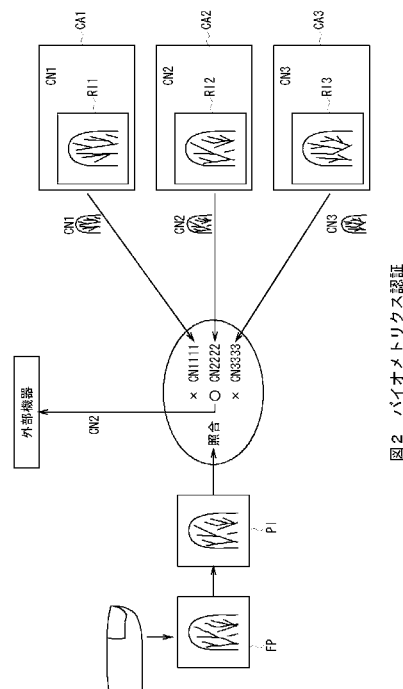 CA1
CN1
RI1
CA2
CN2
RI2
CA3
CN3
RI3
CN1
CN2
CN3
外部機器
CN2
照合
× CN1111
○ CN2222
× CN3333
PI
FP
図2 バイオメトリクス認証